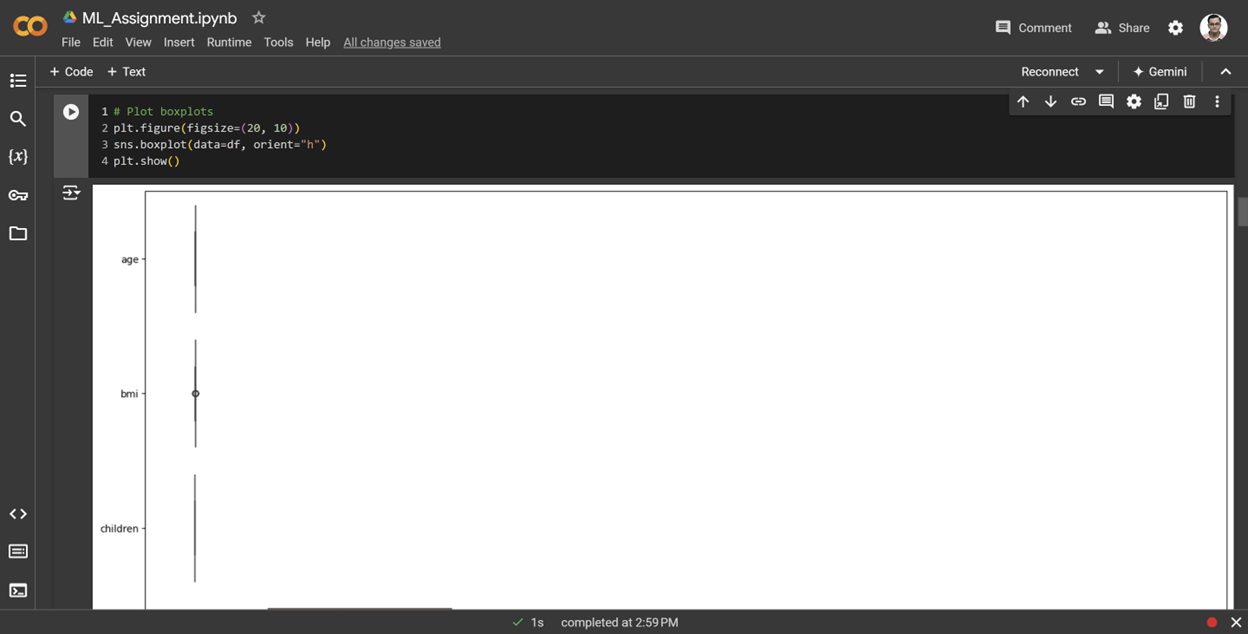 ML_Assignment.ipynb
Comment
Share
File Edit View Insert Runtime Tools Help All changes saved
+ Code + Text
Reconnect
Gemini
1 # Plot boxplots
2 plt.figure(figsize=(20, 10))
3 sns.boxplot(data=df, orient="h")
4 plt.show()
{x}
age
bmi
children
1s completed at 2:59 PM